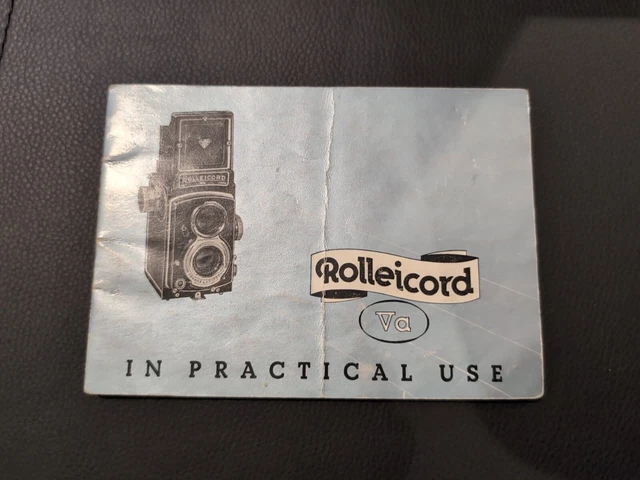 ROLLEICORD
Rolleicord
Va
IN PRACTICAL USE